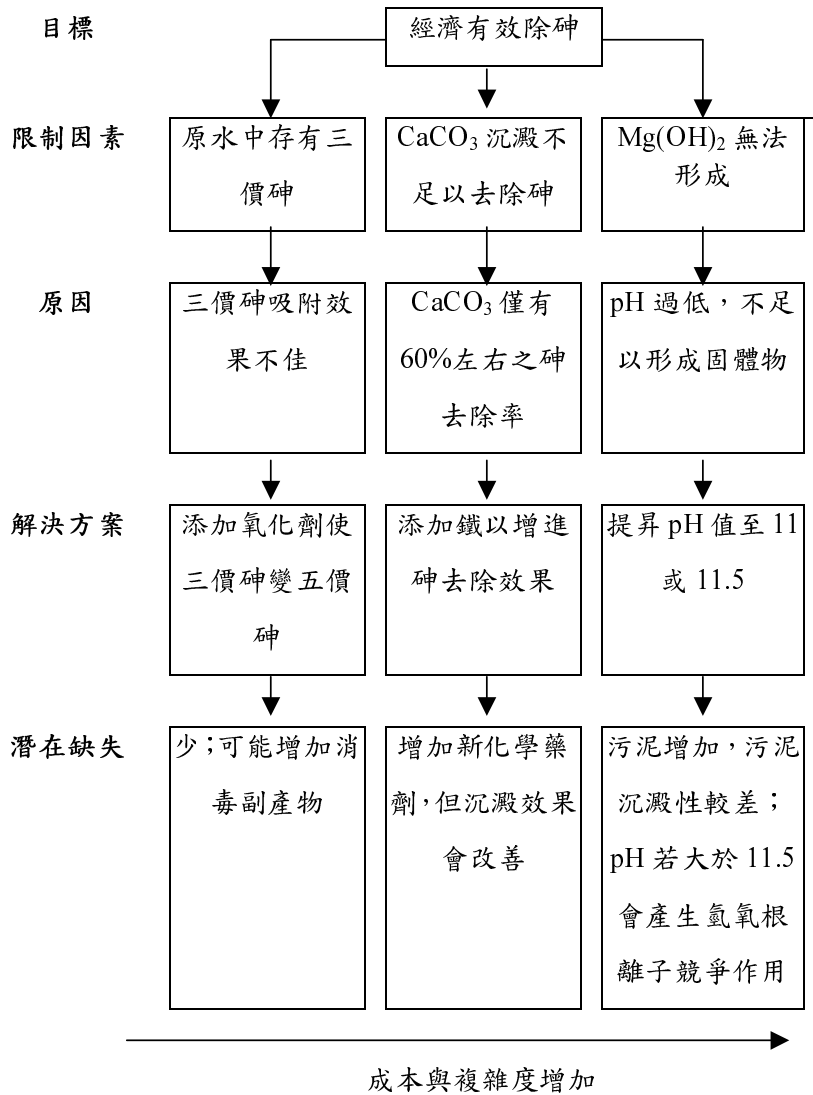 目標
經濟有效除砷
限制因素
原水中存有三
價砷
CaCO₃ 沉澱不
足以去除砷
Mg(OH)₂ 無法
形成
原因
三價砷吸附效
果不佳
CaCO₃ 僅有
60%左右之砷
去除率
pH 過低，不足
以形成固體物
解決方案
添加氧化劑使
三價砷變五價
砷
添加鐵以增進
砷去除效果
提昇 pH 值至 11
或 11.5
潛在缺失
少；可能增加消
毒副產物
增加新化學藥
劑，但沉澱效果
會改善
污泥增加，污泥
沉澱性較差；
pH 若大於 11.5
會產生氫氧根
離子競爭作用
成本與複雜度增加